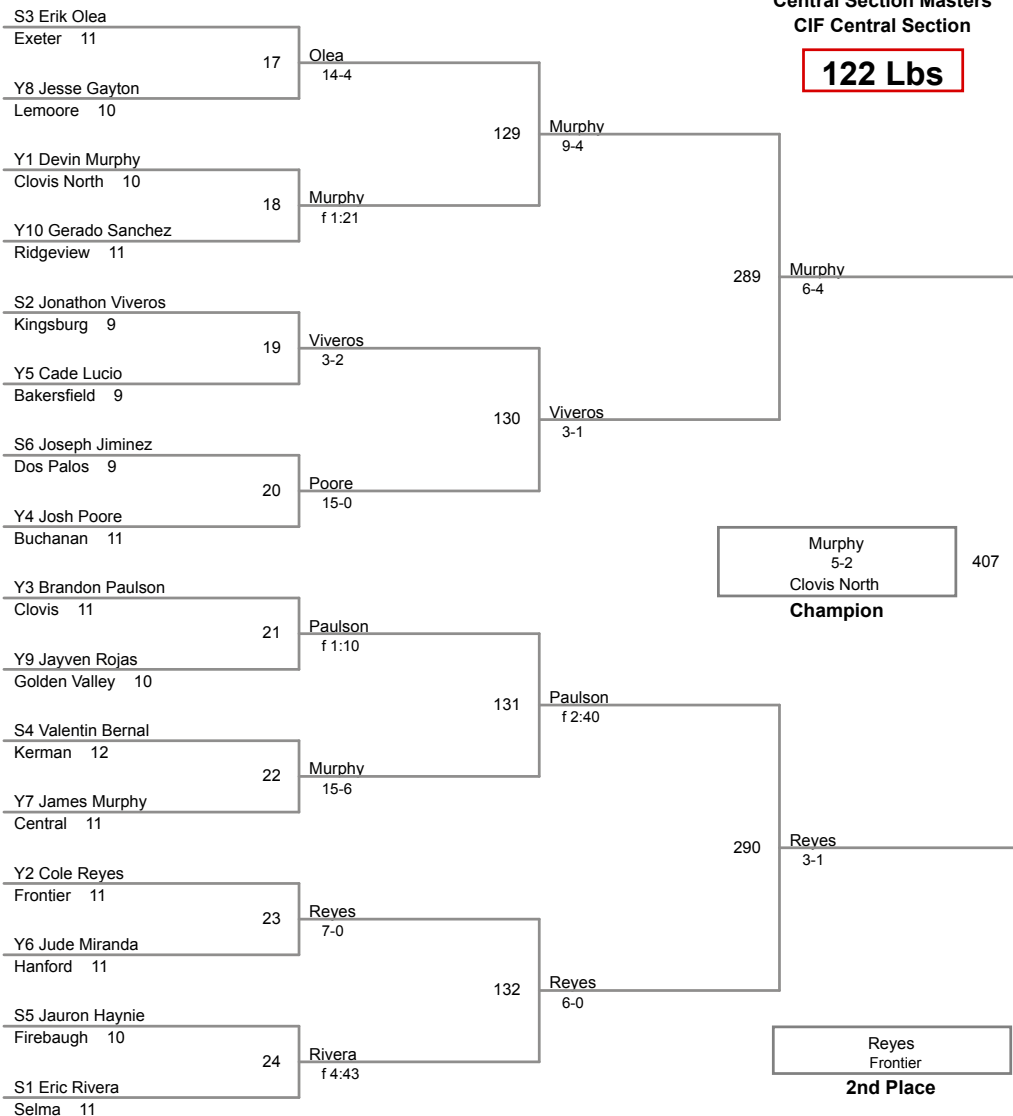 Central Section Masters
CIF Central Section
122 Lbs
S3 Erik Olea
Exeter 11
17
Olea
14-4
Y8 Jesse Gayton
Lemoore 10
129
Murphy
9-4
Y1 Devin Murphy
Clovis North 10
18
Murphy
f 1:21
Y10 Gerado Sanchez
Ridgeview 11
289
Murphy
6-4
S2 Jonathon Viveros
Kingsburg 9
19
Viveros
3-2
Y5 Cade Lucio
Bakersfield 9
130
Viveros
3-1
S6 Joseph Jiminez
Dos Palos 9
20
Poore
15-0
Y4 Josh Poore
Buchanan 11
Murphy
5-2
Clovis North
407
Champion
Y3 Brandon Paulson
Clovis 11
21
Paulson
f 1:10
Y9 Jayven Rojas
Golden Valley 10
131
Paulson
f 2:40
S4 Valentin Bernal
Kerman 12
22
Murphy
15-6
Y7 James Murphy
Central 11
290
Reyes
3-1
Y2 Cole Reyes
Frontier 11
23
Reyes
7-0
Y6 Jude Miranda
Hanford 11
132
Reyes
6-0
S5 Jauron Haynie
Firebaugh 10
24
Rivera
f 4:43
S1 Eric Rivera
Selma 11
Reyes
Frontier
2nd Place